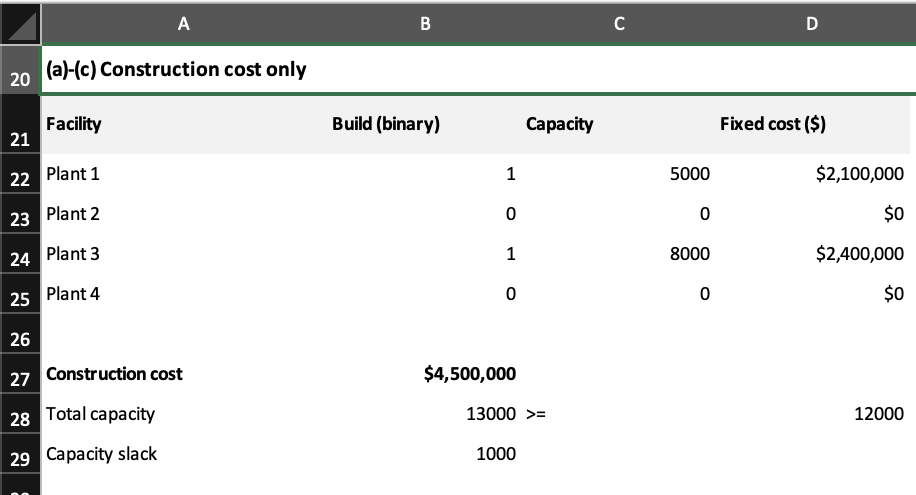 A B C D
20 (a)-(c) Construction cost only
21 Facility Build (binary) Capacity Fixed cost ($)
22 Plant 1 1 5000 $2,100,000
23 Plant 2 0 0 $0
24 Plant 3 1 8000 $2,400,000
25 Plant 4 0 0 $0
26
27 Construction cost $4,500,000
28 Total capacity 13000 >= 12000
29 Capacity slack 1000